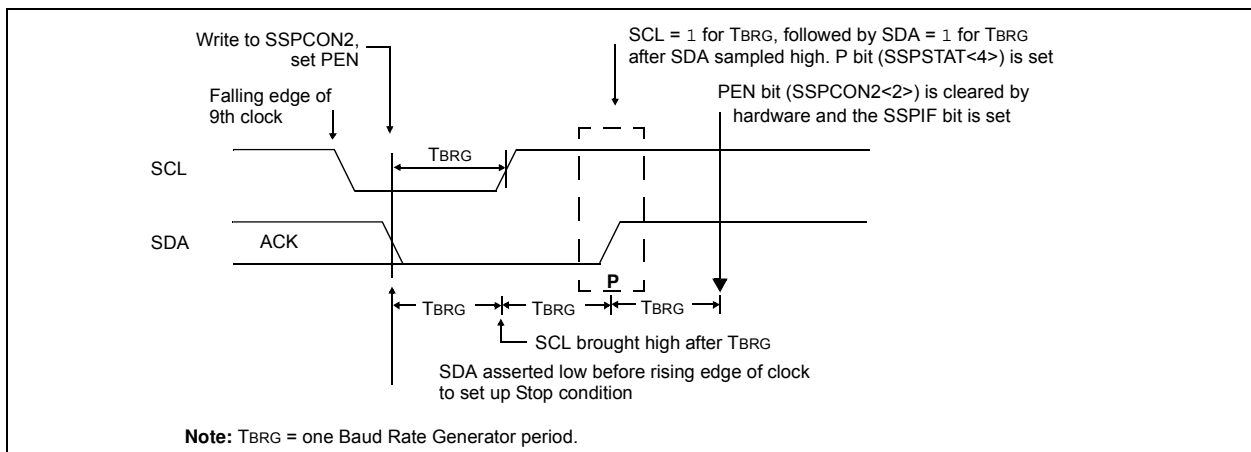 SCL = 1 for TBRG, followed by SDA = 1 for TBRG
after SDA sampled high. P bit (SSPSTAT<4>) is set
Write to SSPCON2,
set PEN
PEN bit (SSPCON2<2>) is cleared by
hardware and the SSPIF bit is set
Falling edge of
9th clock
TBRG
SCL
SDA
ACK
P
TBRG
TBRG
TBRG
SCL brought high after TBRG
SDA asserted low before rising edge of clock
to set up Stop condition
Note: TBRG = one Baud Rate Generator period.